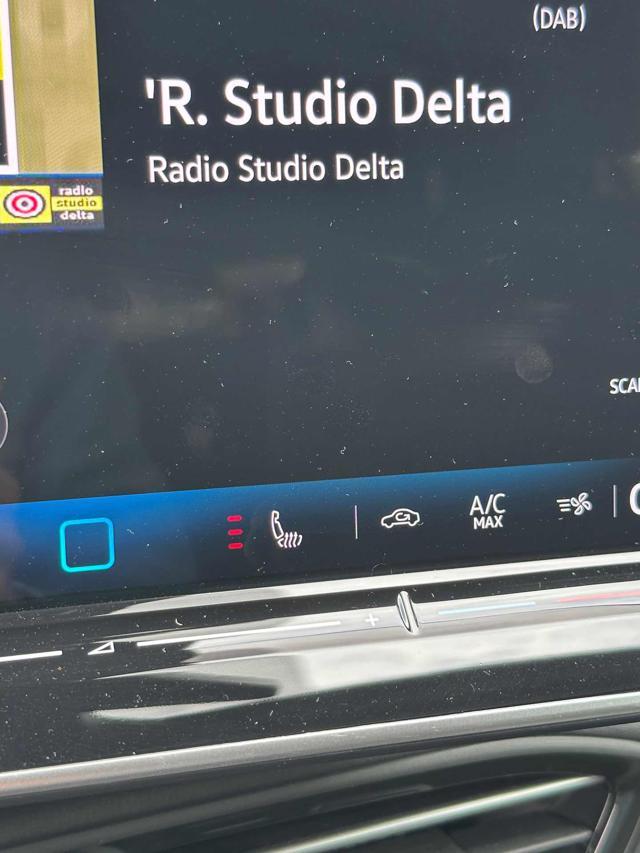 (DAB)
'R. Studio Delta
Radio Studio Delta
radio
studio
delta
A/C
MAX
+